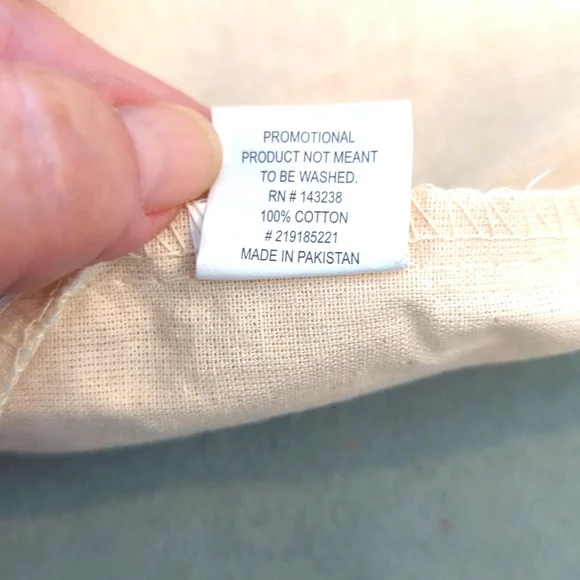 PROMOTIONAL
PRODUCT NOT MEANT
TO BE WASHED.
RN # 143238
100% COTTON
# 219185221
MADE IN PAKISTAN